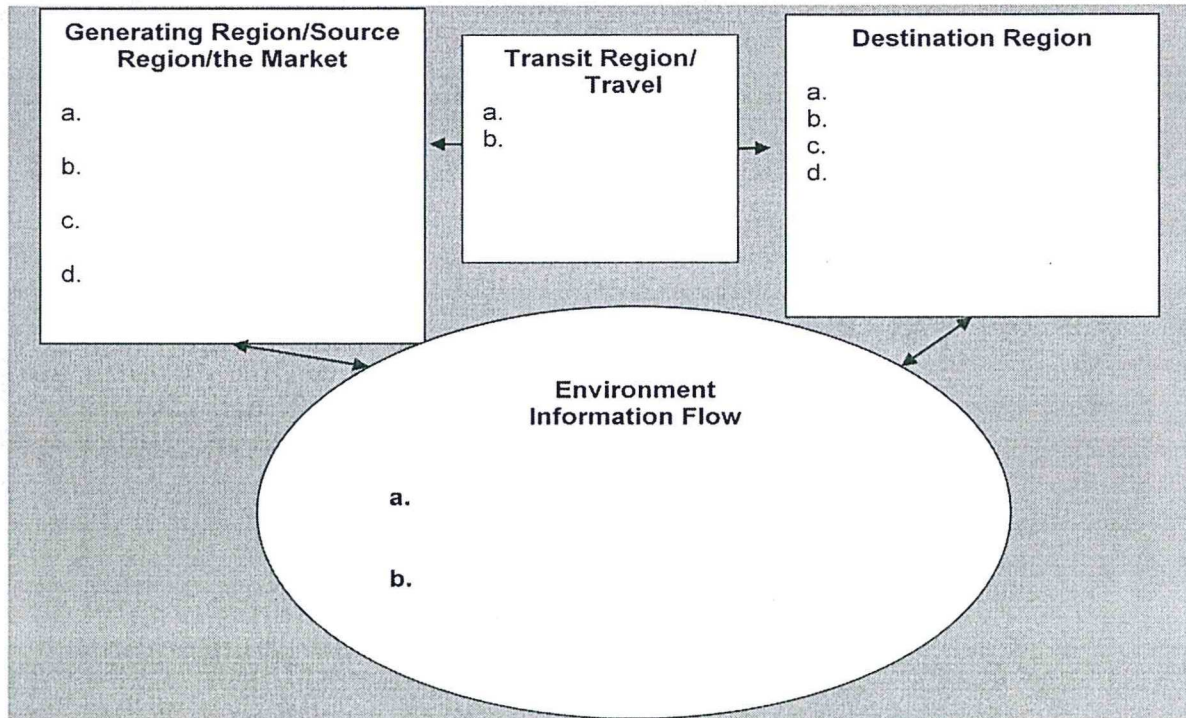 Generating Region/Source
Region/the Market
a.
b.
c.
d.
Transit Region/
Travel
a.
b.
Destination Region
a.
b.
c.
d.
Environment
Information Flow
a.
b.